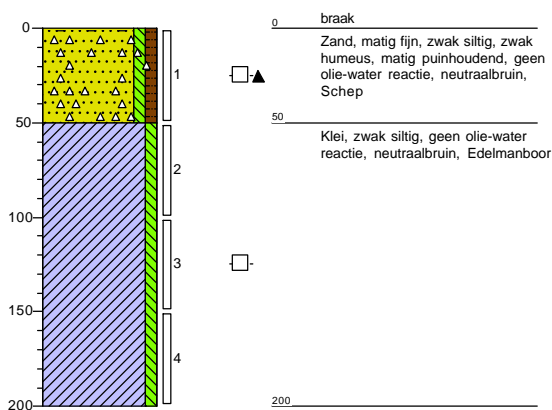 0
50
100
150
200
1
2
3
4
0
braak
Zand, matig fijn, zwak siltig, zwak
humeus, matig puinhoudend, geen
olie-water reactie, neutraalbruin,
Schep
50
Klei, zwak siltig, geen olie-water
reactie, neutraalbruin, Edelmanboor
200